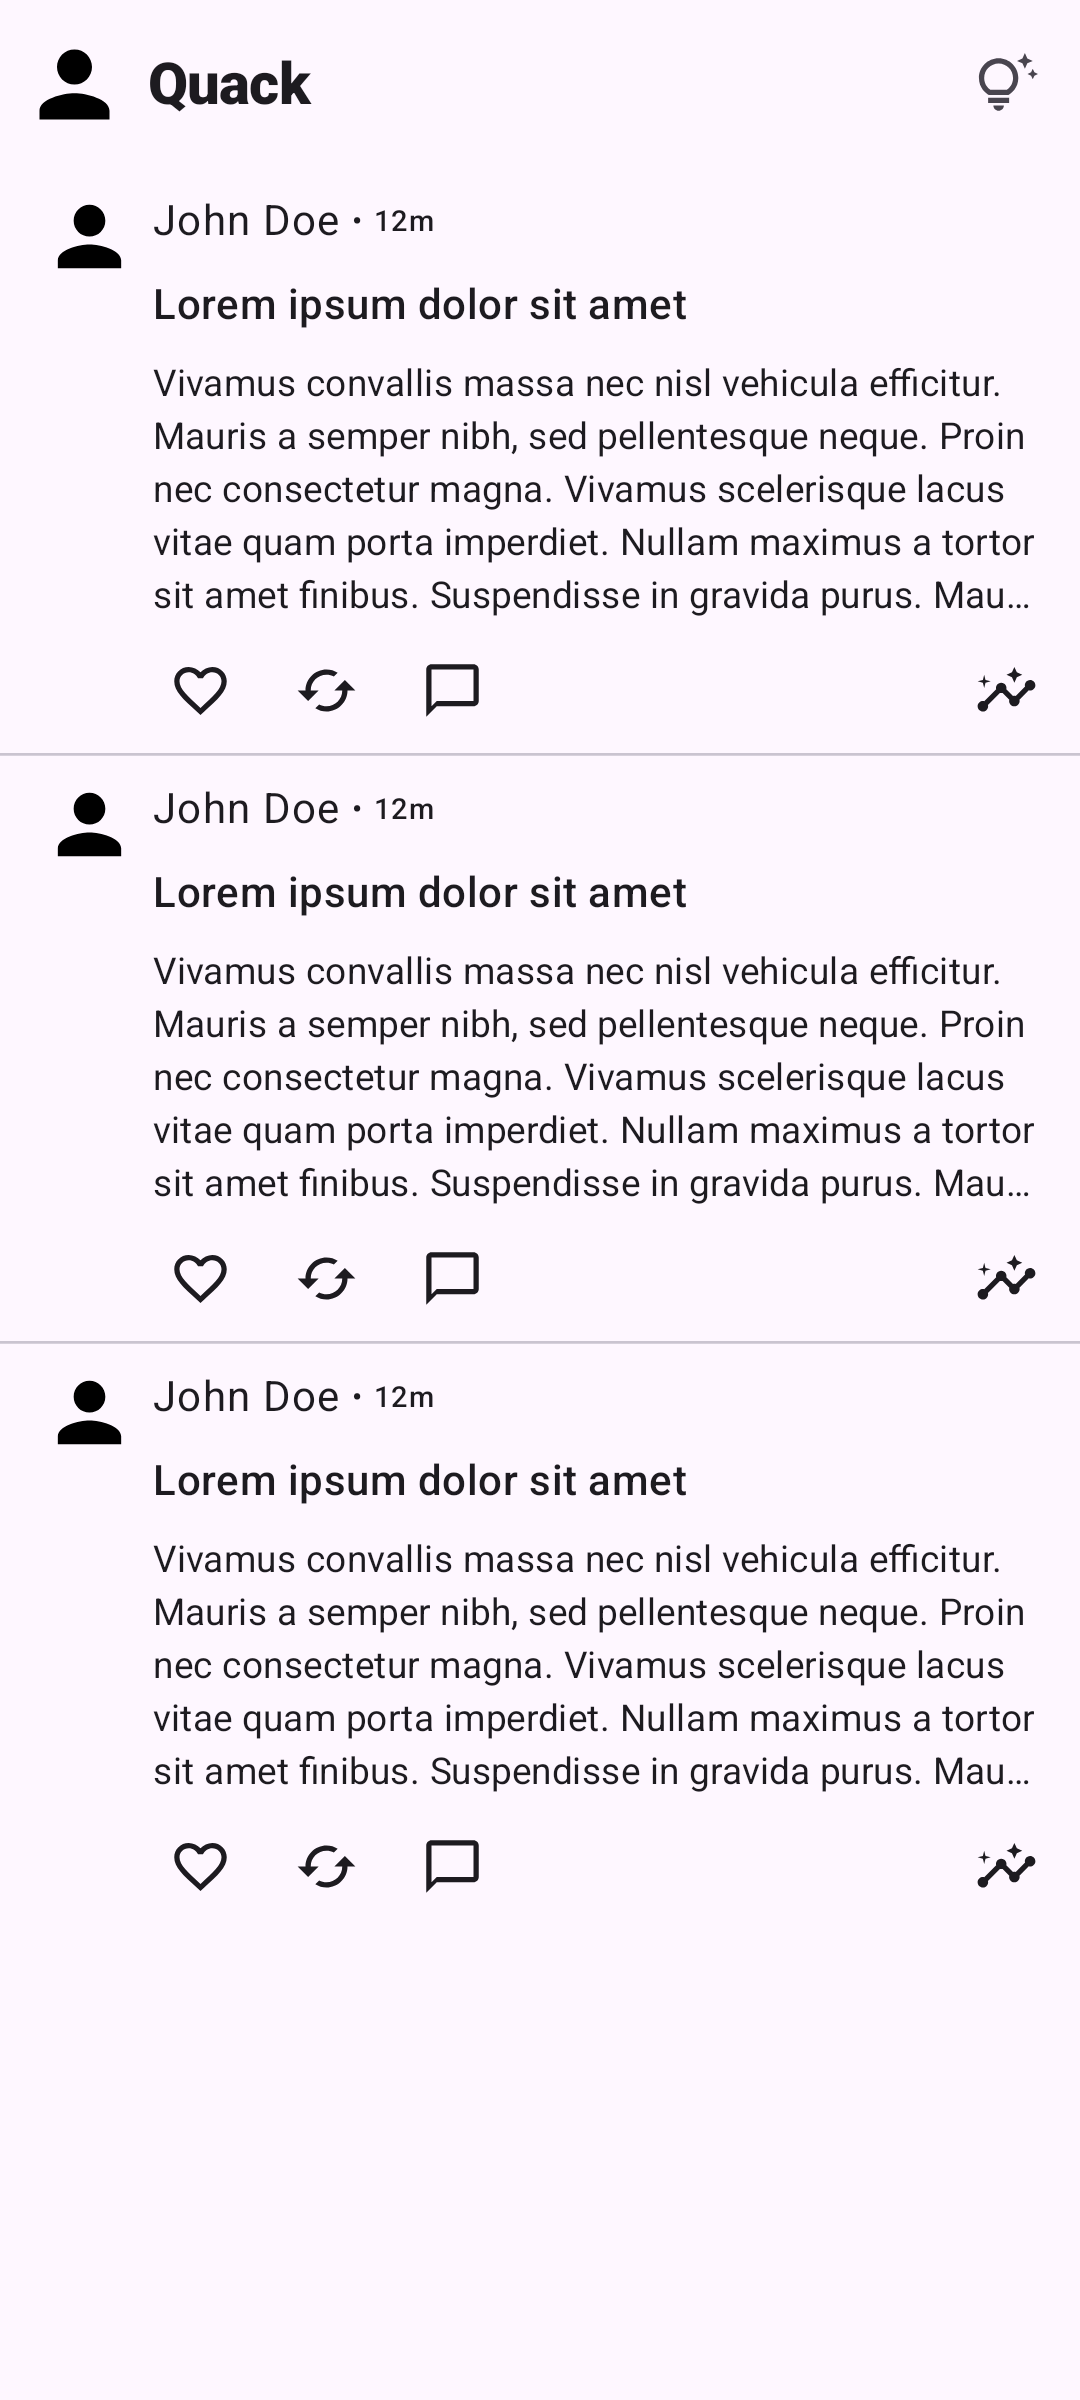 Quack
John Doe • 12m
Lorem ipsum dolor sit amet
Vivamus convallis massa nec nisl vehicula efficitur.
Mauris a semper nibh, sed pellentesque neque. Proin
nec consectetur magna. Vivamus scelerisque lacus
vitae quam porta imperdiet. Nullam maximus a tortor
sit amet finibus. Suspendisse in gravida purus. Mau...
John Doe • 12m
Lorem ipsum dolor sit amet
Vivamus convallis massa nec nisl vehicula efficitur.
Mauris a semper nibh, sed pellentesque neque. Proin
nec consectetur magna. Vivamus scelerisque lacus
vitae quam porta imperdiet. Nullam maximus a tortor
sit amet finibus. Suspendisse in gravida purus. Mau...
John Doe • 12m
Lorem ipsum dolor sit amet
Vivamus convallis massa nec nisl vehicula efficitur.
Mauris a semper nibh, sed pellentesque neque. Proin
nec consectetur magna. Vivamus scelerisque lacus
vitae quam porta imperdiet. Nullam maximus a tortor
sit amet finibus. Suspendisse in gravida purus. Mau...